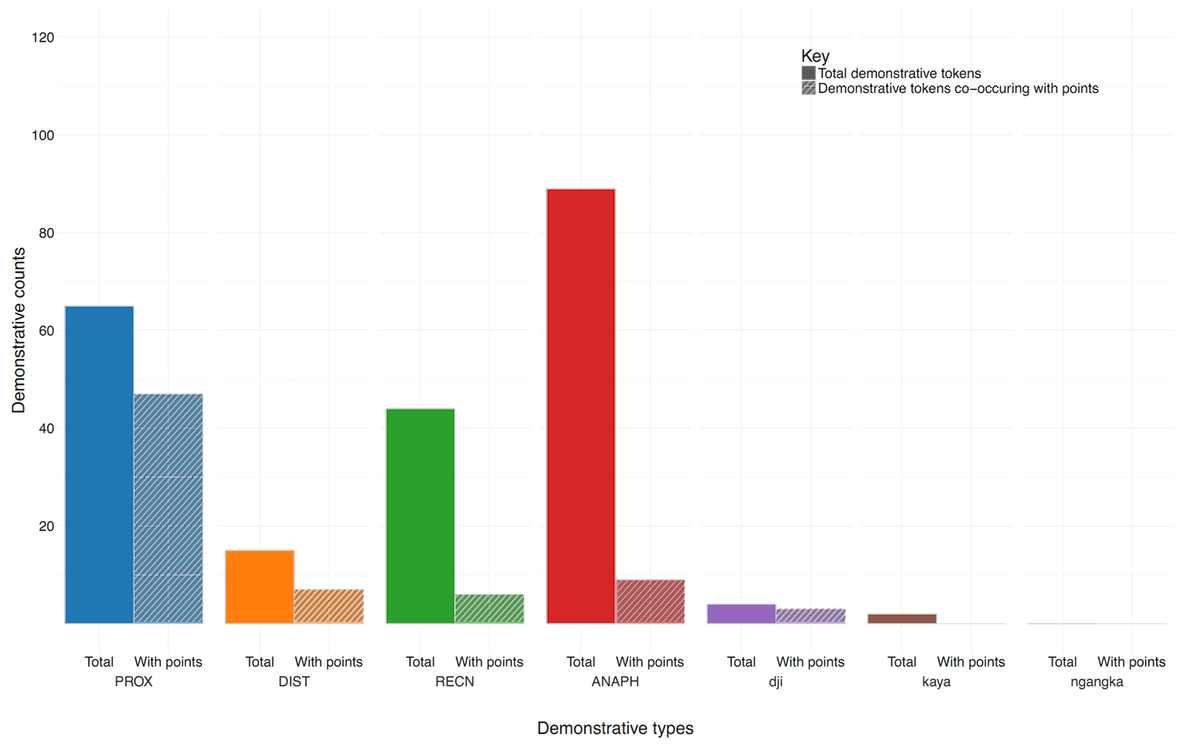 Key
Total demonstrative tokens
Demonstrative tokens co−occuring with points
120
100
80
60
40
20
Demonstrative counts
Total With points Total With points Total With points Total With points Total With points Total With points Total With points
PROX DIST RECN ANAPH dji kaya ngangka
Demonstrative types